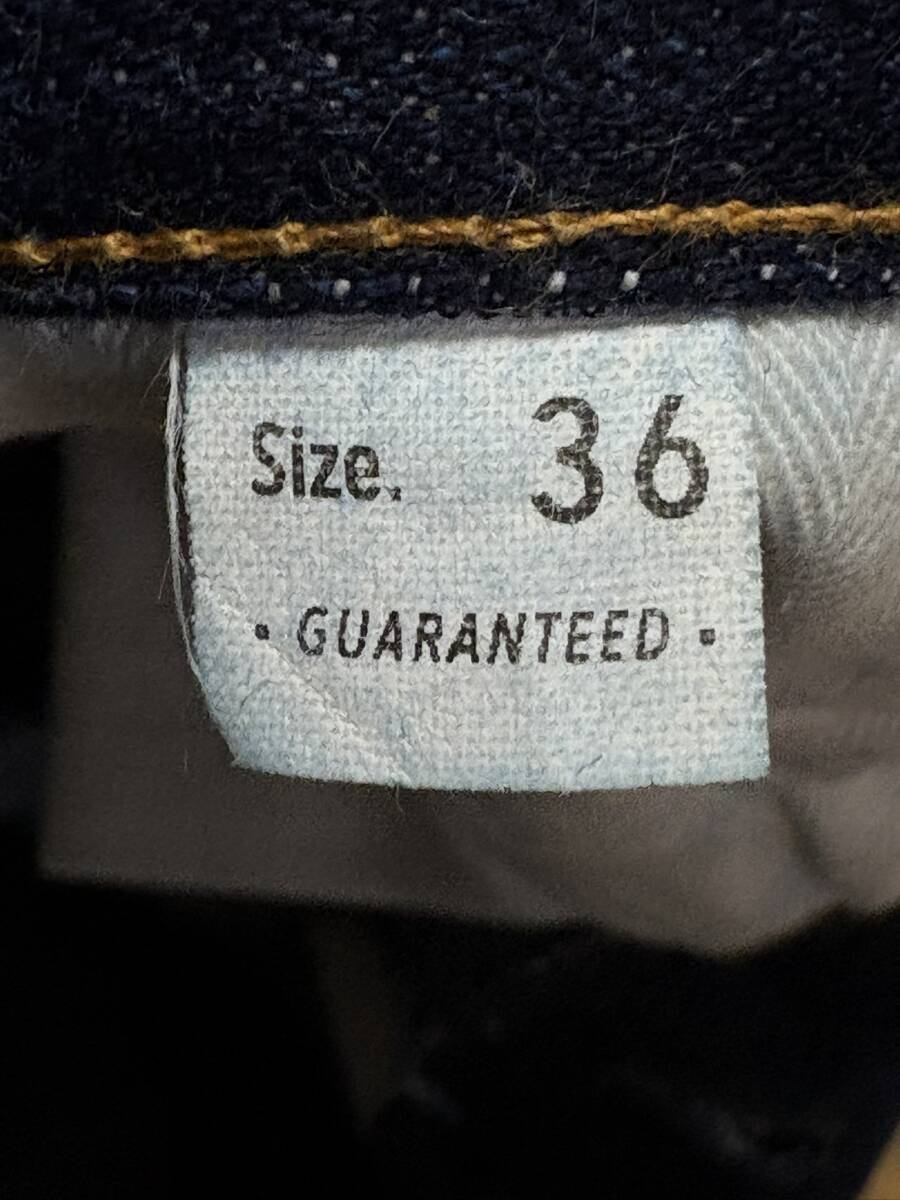 Size. 36
· GUARANTEED ·